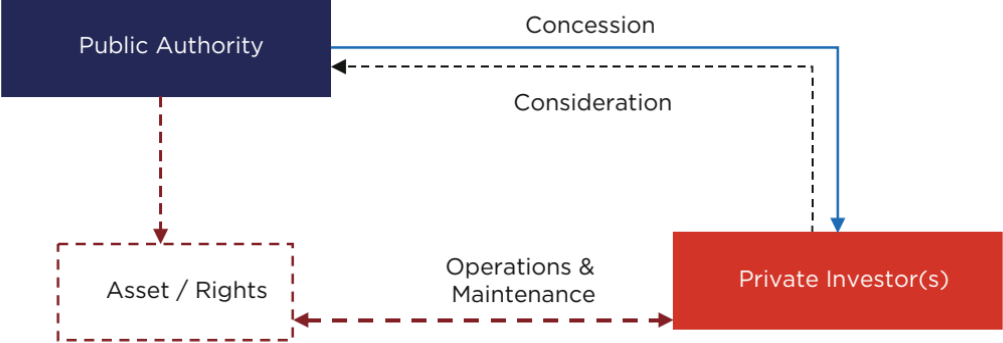 Public Authority
Concession
Consideration
Asset / Rights
Operations &
Maintenance
Private Investor(s)